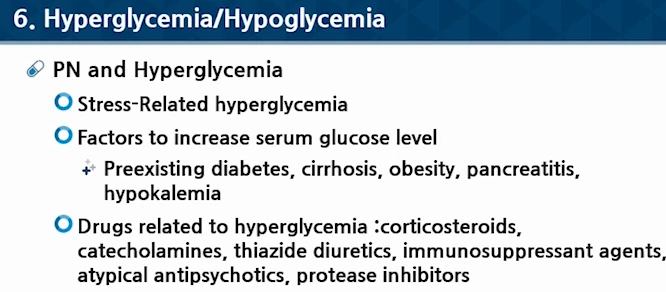 6. Hyperglycemia/Hypoglycemia
PN and Hyperglycemia
Stress-Related hyperglycemia
Factors to increase serum glucose level
Preexisting diabetes, cirrhosis, obesity, pancreatitis,
hypokalemia
Drugs related to hyperglycemia :corticosteroids,
catecholamines, thiazide diuretics, immunosuppressant agents,
atypical antipsychotics, protease inhibitors